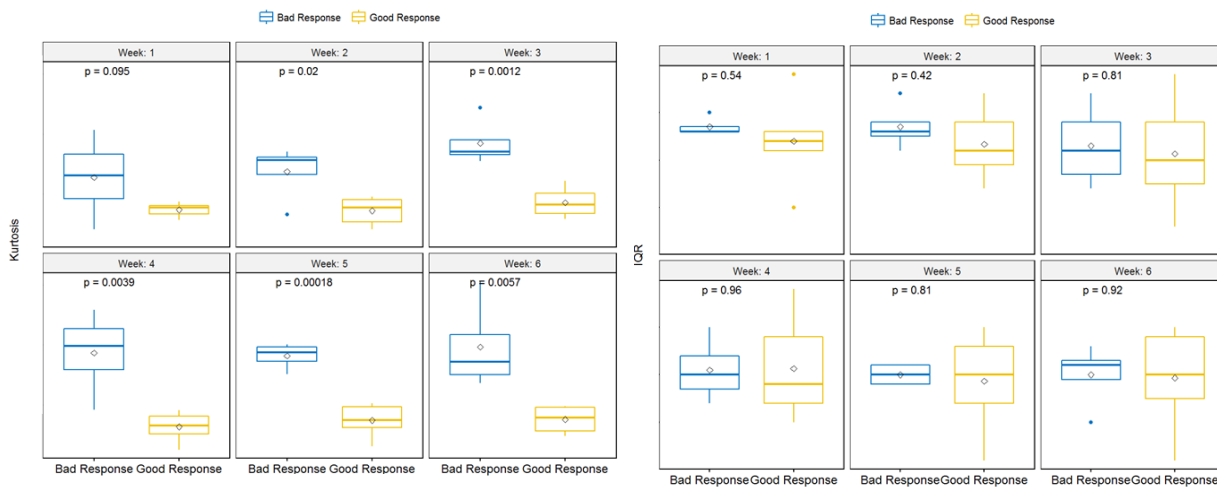 Bad Response Good Response
Week: 1 Week: 2 Week: 3
p = 0.095 p = 0.02 p = 0.0012
Kurtosis
Week: 4 Week: 5 Week: 6
p = 0.0039 p = 0.00018 p = 0.0057
Bad Response Good Response Bad Response Good Response Bad Response Good Response
Bad Response Good Response
Week: 1 Week: 2 Week: 3
p = 0.54 p = 0.42 p = 0.81
IQR
Week: 4 Week: 5 Week: 6
p = 0.96 p = 0.81 p = 0.92
Bad Response Good Response Bad Response Good Response Bad Response Good Response